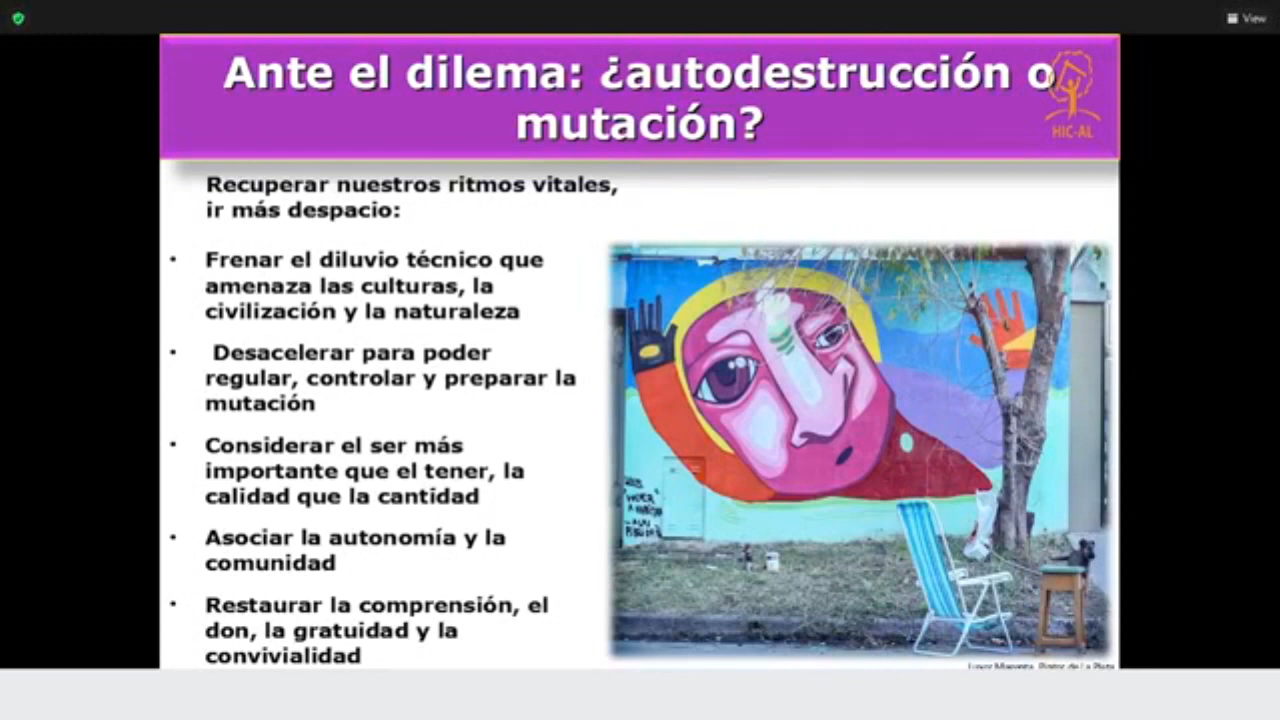 View
Ante el dilema: ¿autodestrucción o
mutación?
HIC-AL
Recuperar nuestros ritmos vitales,
ir más despacio:
• Frenar el diluvio técnico que
amenaza las culturas, la
civilización y la naturaleza
• Desacelerar para poder
regular, controlar y preparar la
mutación
• Considerar el ser más
importante que el tener, la
calidad que la cantidad
• Asociar la autonomía y la
comunidad
• Restaurar la comprensión, el
don, la gratuidad y la
convivialidad